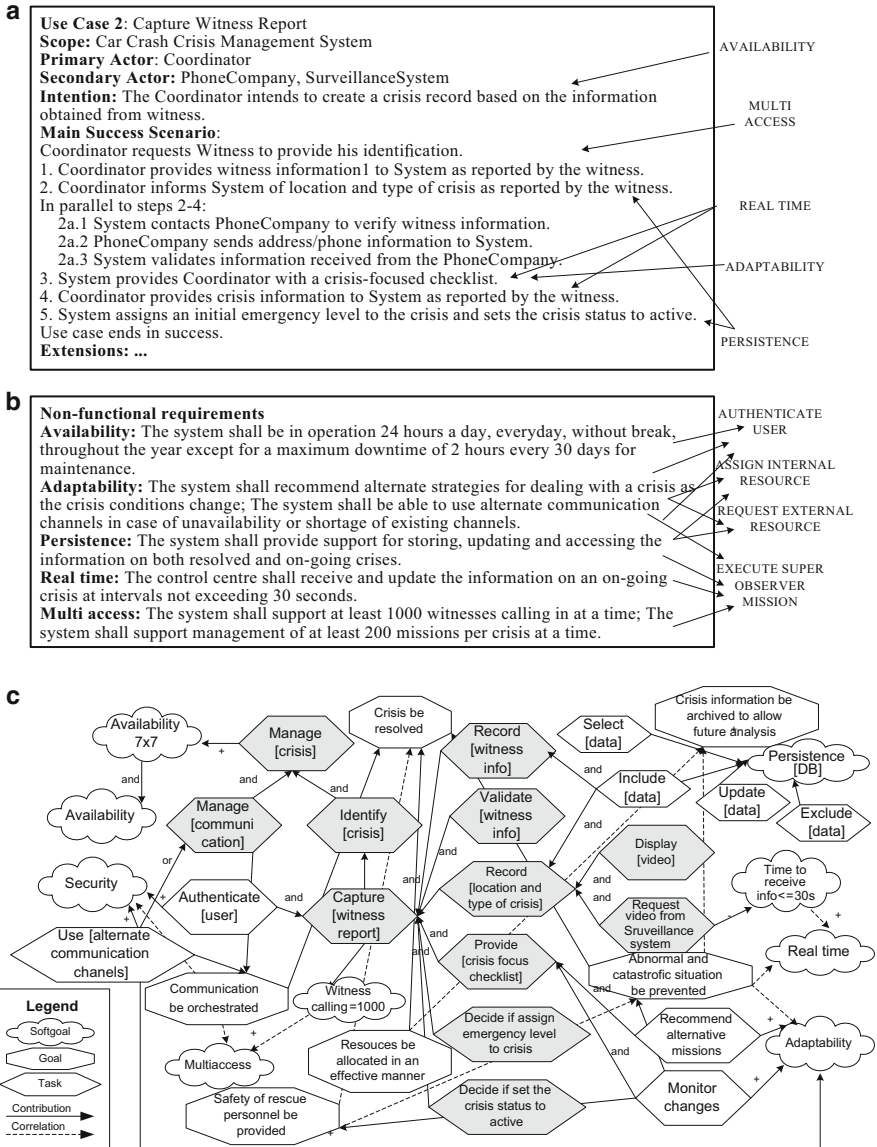 a
Use Case 2: Capture Witness Report
Scope: Car Crash Crisis Management System
Primary Actor: Coordinator
Secondary Actor: PhoneCompany, SurveillanceSystem
Intention: The Coordinator intends to create a crisis record based on the information
obtained from witness.
Main Success Scenario:
Coordinator requests Witness to provide his identification.
1. Coordinator provides witness information1 to System as reported by the witness.
2. Coordinator informs System of location and type of crisis as reported by the witness.
In parallel to steps 2-4:
2a.1 System contacts PhoneCompany to verify witness information.
2a.2 PhoneCompany sends address/phone information to System.
2a.3 System validates information received from the PhoneCompany.
3. System provides Coordinator with a crisis-focused checklist.
4. Coordinator provides crisis information to System as reported by the witness.
5. System assigns an initial emergency level to the crisis and sets the crisis status to active.
Use case ends in success.
Extensions: ...
AVAILABILITY
MULTI
ACCESS
REAL TIME
ADAPTABILITY
PERSISTENCE
b
Non-functional requirements
Availability: The system shall be in operation 24 hours a day, everyday, without break,
throughout the year except for a maximum downtime of 2 hours every 30 days for
maintenance.
Adaptability: The system shall recommend alternate strategies for dealing with a crisis as
the crisis conditions change; The system shall be able to use alternate communication
channels in case of unavailability or shortage of existing channels.
Persistence: The system shall provide support for storing, updating and accessing the
information on both resolved and on-going crises.
Real time: The control centre shall receive and update the information on an on-going
crisis at intervals not exceeding 30 seconds.
Multi access: The system shall support at least 1000 witnesses calling in at a time; The
system shall support management of at least 200 missions per crisis at a time.
AUTHENTICATE
USER
ASSIGN INTERNAL
RESOURCE
REQUEST EXTERNAL
RESOURCE
EXECUTE SUPER
OBSERVER
MISSION
c
Availability
7x7
+
Manage
[crisis]
Crisis be
resolved
Record
[witness
info]
Select
[data]
Crisis information be
archived to allow
future analysis
Persistence
[DB]
and
and
and
and
Include
[data]
Update
[data]
Exclude
[data]
Availability
Manage
[communi
cation]
Identify
[crisis]
Validate
[witness
info]
and
or
and
Display
[video]
Security
+
+
Authenticate
[user]
and
Capture
[witness
report]
and
Record
[location and
type of crisis]
and
and
Request
video from
Sruveillance
system
Time to
receive
info<=30s
+
+
Use [alternate
communication
chanels]
and
and
Provide
[crisis focus
checklist]
Real time
Communication
be orchestrated
Witness
calling=1000
and
Abnormal and
catastrofic situation
be prevented
Legend
Softgoal
Goal
Task
Contribution
Correlation
+
Multiaccess
Resouces be
allocated in an
effective manner
Decide if assign
emergency level
to crisis
and
Recommend
alternative
missions
+
Adaptability
Safety of rescue
personnel be
provided
+
Decide if set the
crisis status to
active
Monitor
changes
+